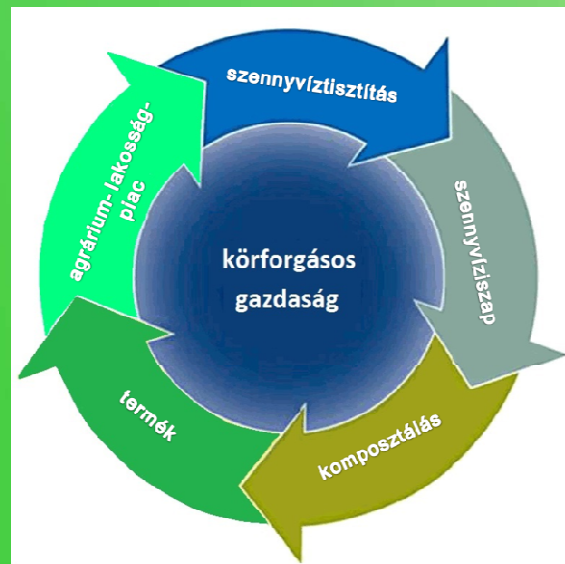 szennyvíztisztítás
szennyvíziszap
komposztálás
termék
agrárium-lakosság-
piac
körforgásos
gazdaság